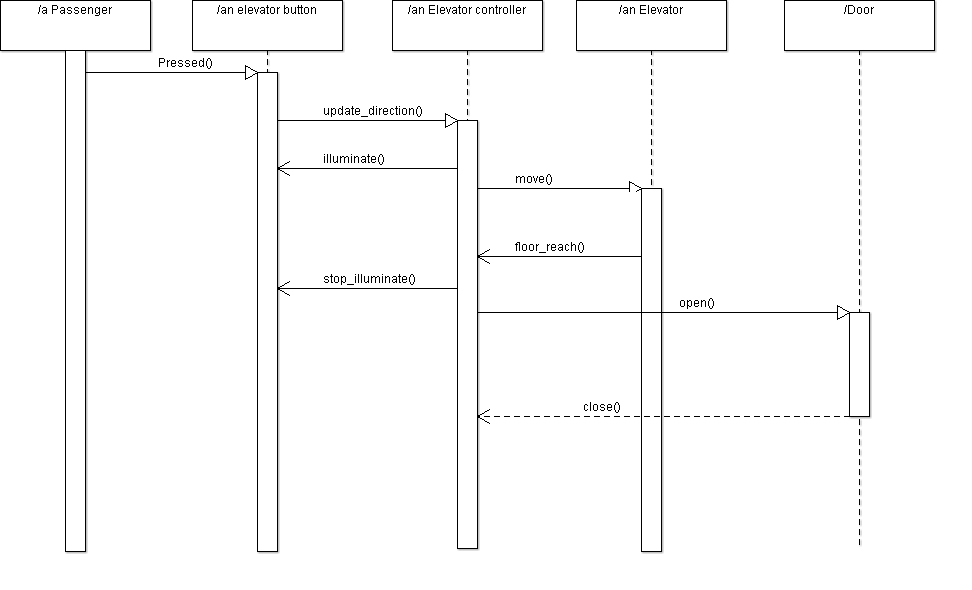 /a Passenger
/an elevator button
/an Elevator controller
/an Elevator
/Door
Pressed()
update_direction()
illuminate()
move()
floor_reach()
stop_illuminate()
open()
close()